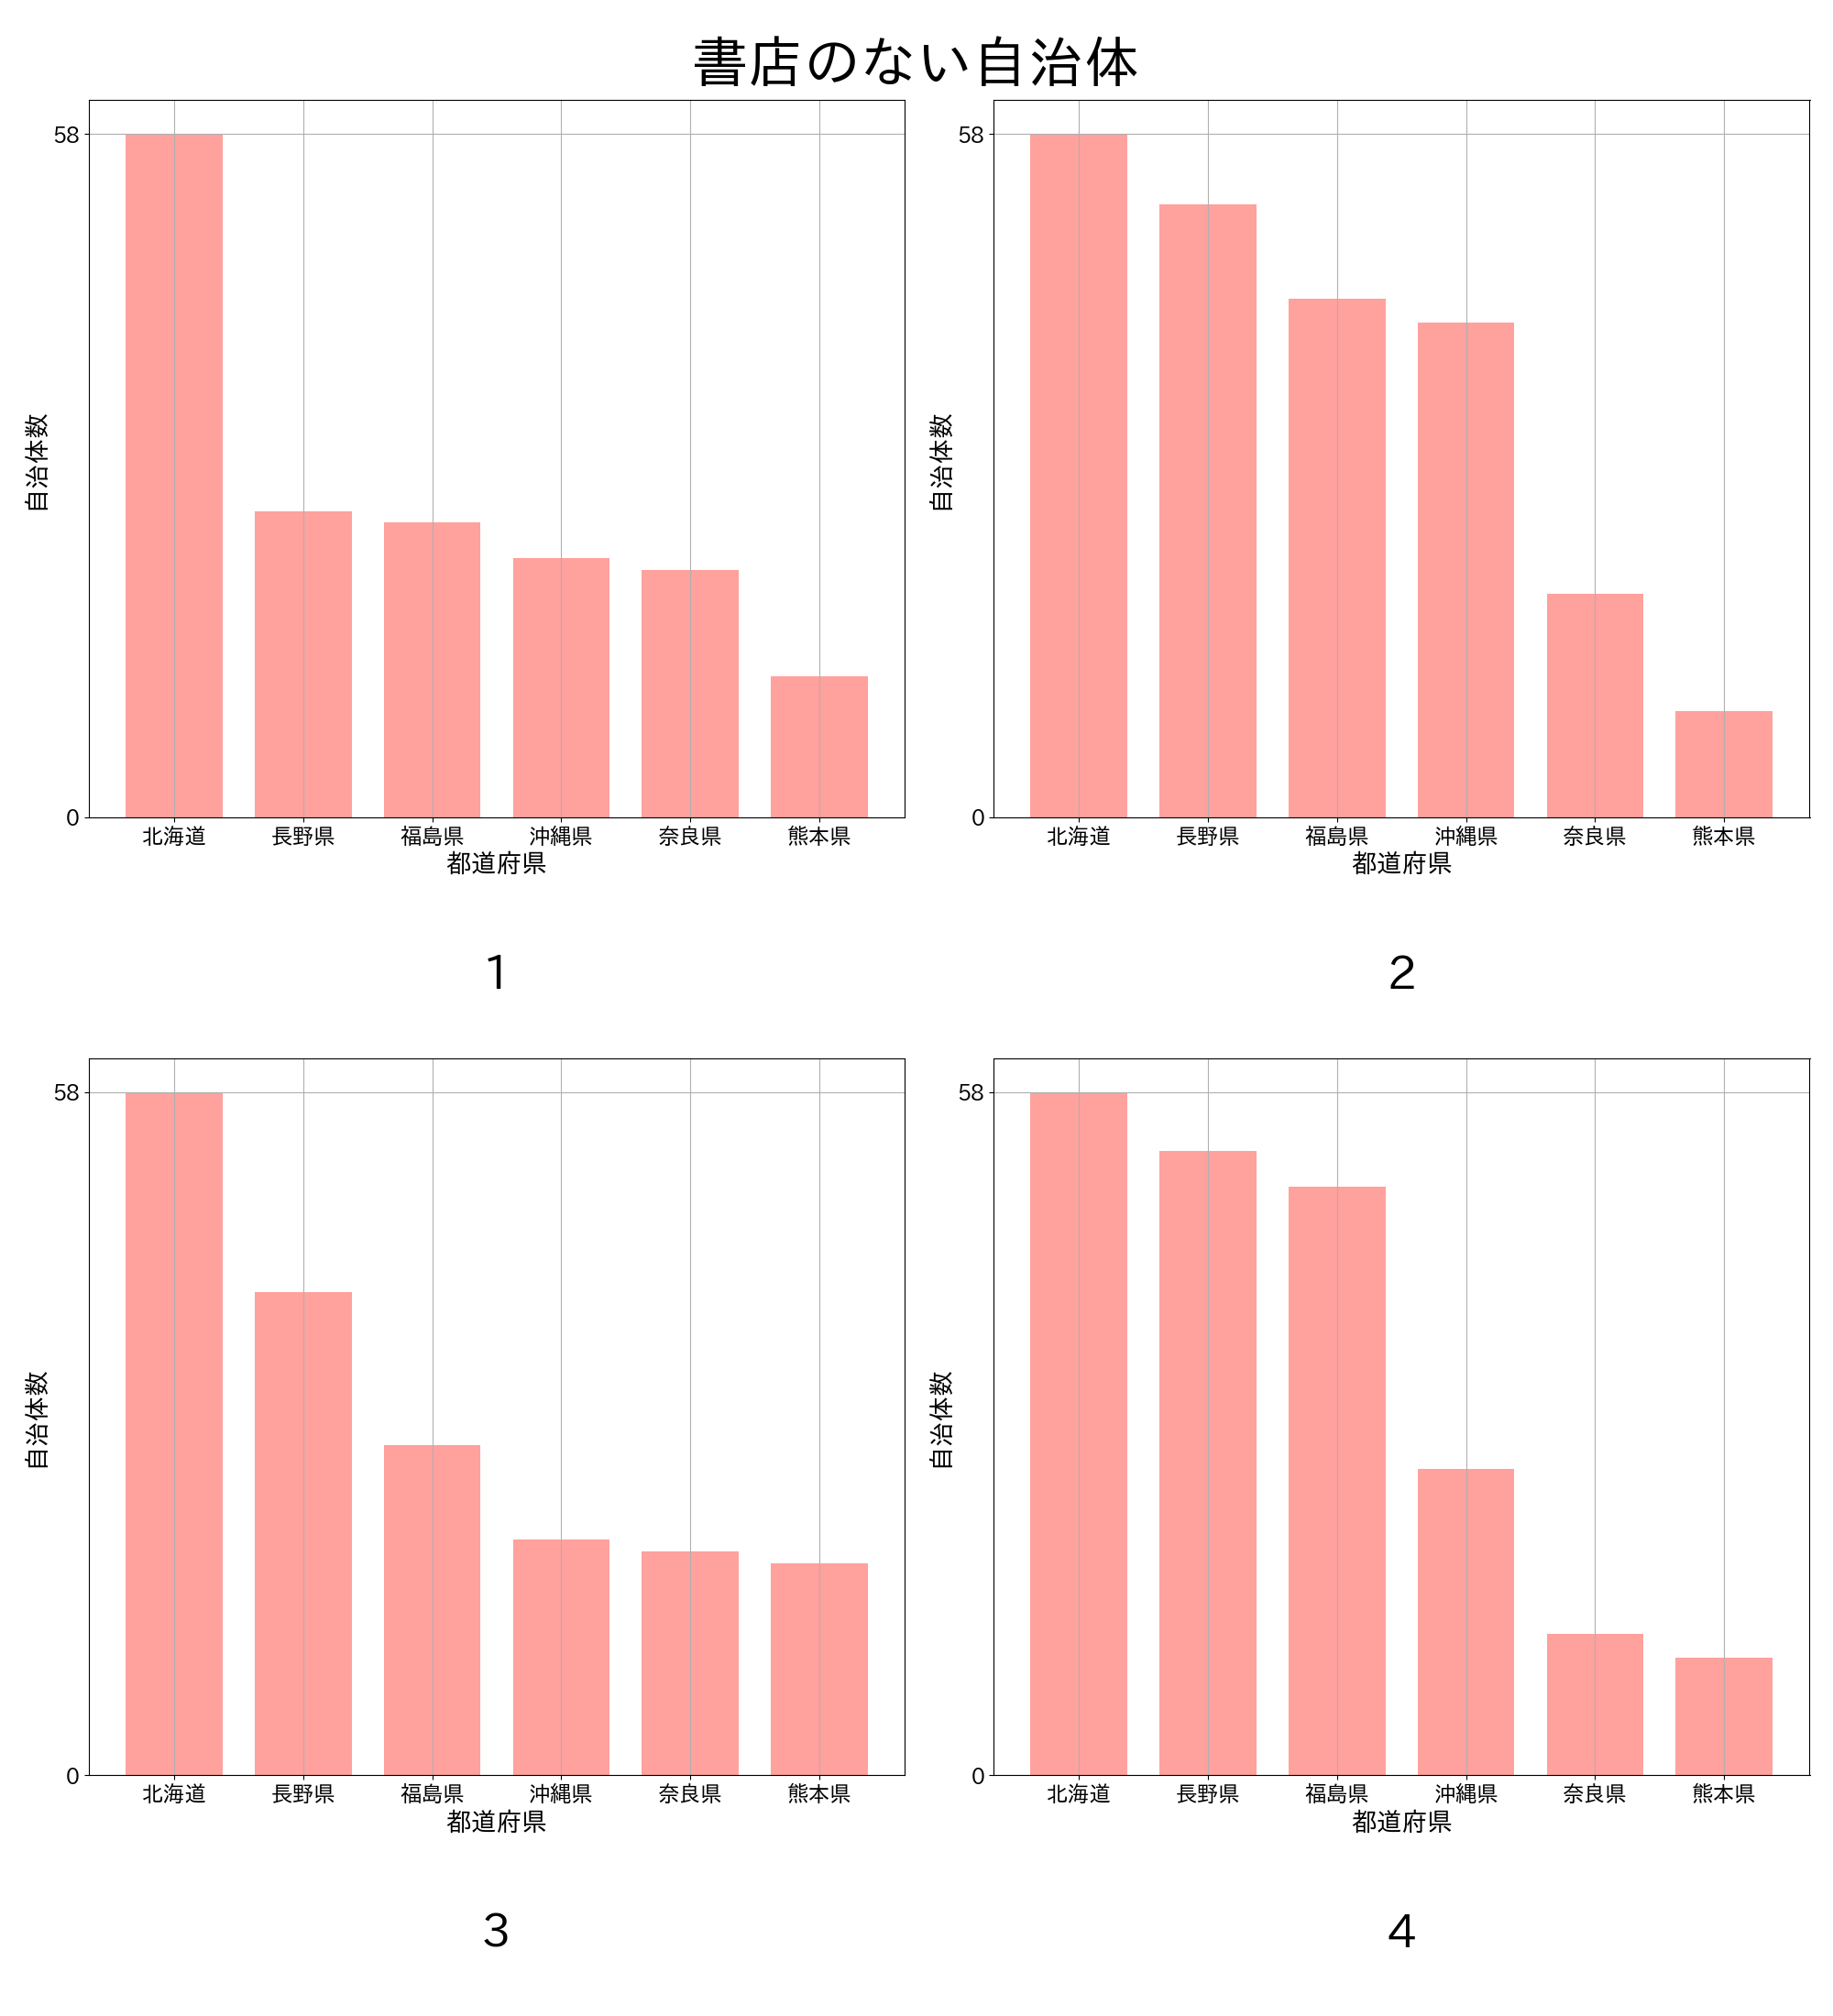 書店のない自治体
58
0
自治体数
北海道 長野県 福島県 沖縄県 奈良県 熊本県
都道府県
1
58
0
自治体数
北海道 長野県 福島県 沖縄県 奈良県 熊本県
都道府県
2
58
0
自治体数
北海道 長野県 福島県 沖縄県 奈良県 熊本県
都道府県
3
58
0
自治体数
北海道 長野県 福島県 沖縄県 奈良県 熊本県
都道府県
4